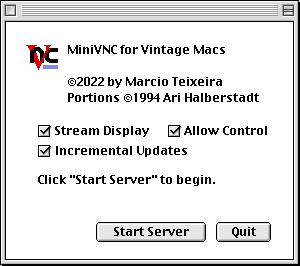 VNC
MiniVNC for Vintage Macs
©2022 by Marcio Teixeira
Portions ©1994 Ari Halberstadt
Stream Display Allow Control
Incremental Updates
Click "Start Server" to begin.
Start Server Quit